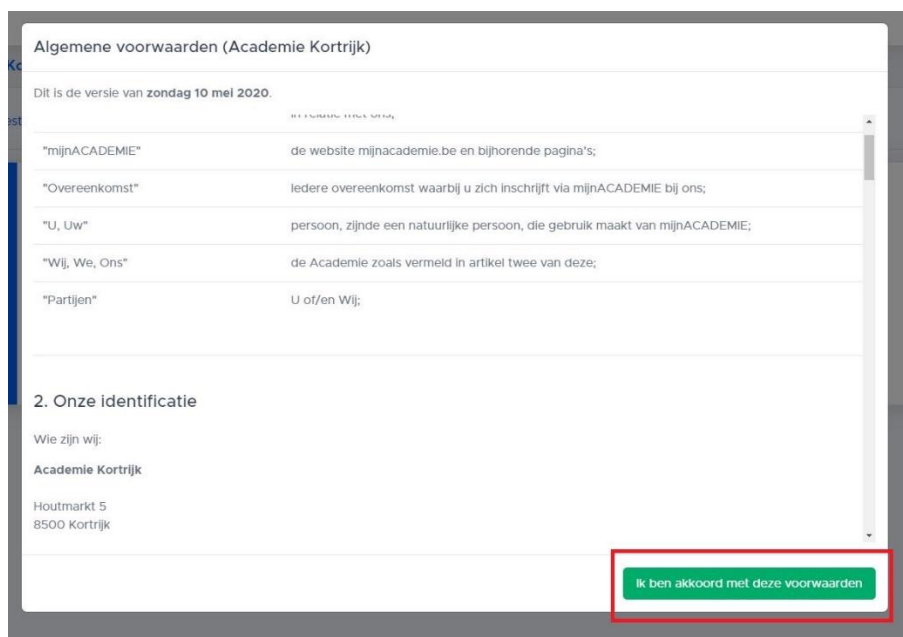 Algemene voorwaarden (Academie Kortrijk)
Dit is de versie van zondag 10 mei 2020.
in relatie met ons;
"mijnACADEMIE" de website mijnacademie.be en bijhorende pagina's;
"Overeenkomst" Iedere overeenkomst waarbij u zich inschrijft via mijnACADEMIE bij ons;
"U, Uw" persoon, zijnde een natuurlijke persoon, die gebruik maakt van mijnACADEMIE;
"Wij, We, Ons" de Academie zoals vermeld in artikel twee van deze;
"Partijen" U of/en Wij;
2. Onze identificatie
Wie zijn wij:
Academie Kortrijk
Houtmarkt 5
8500 Kortrijk
Ik ben akkoord met deze voorwaarden